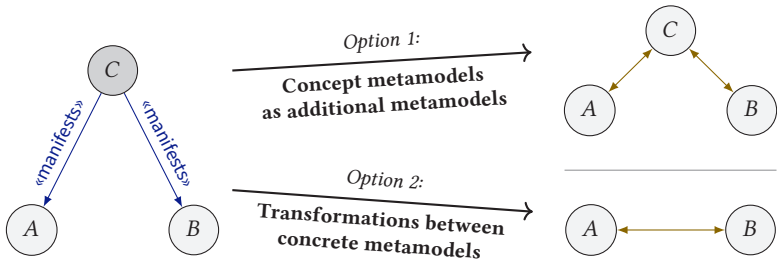 C
«manifests»
«manifests»
A
B
Option 1:
Concept metamodels
as additional metamodels
Option 2:
Transformations between
concrete metamodels
C
A
B
A
B